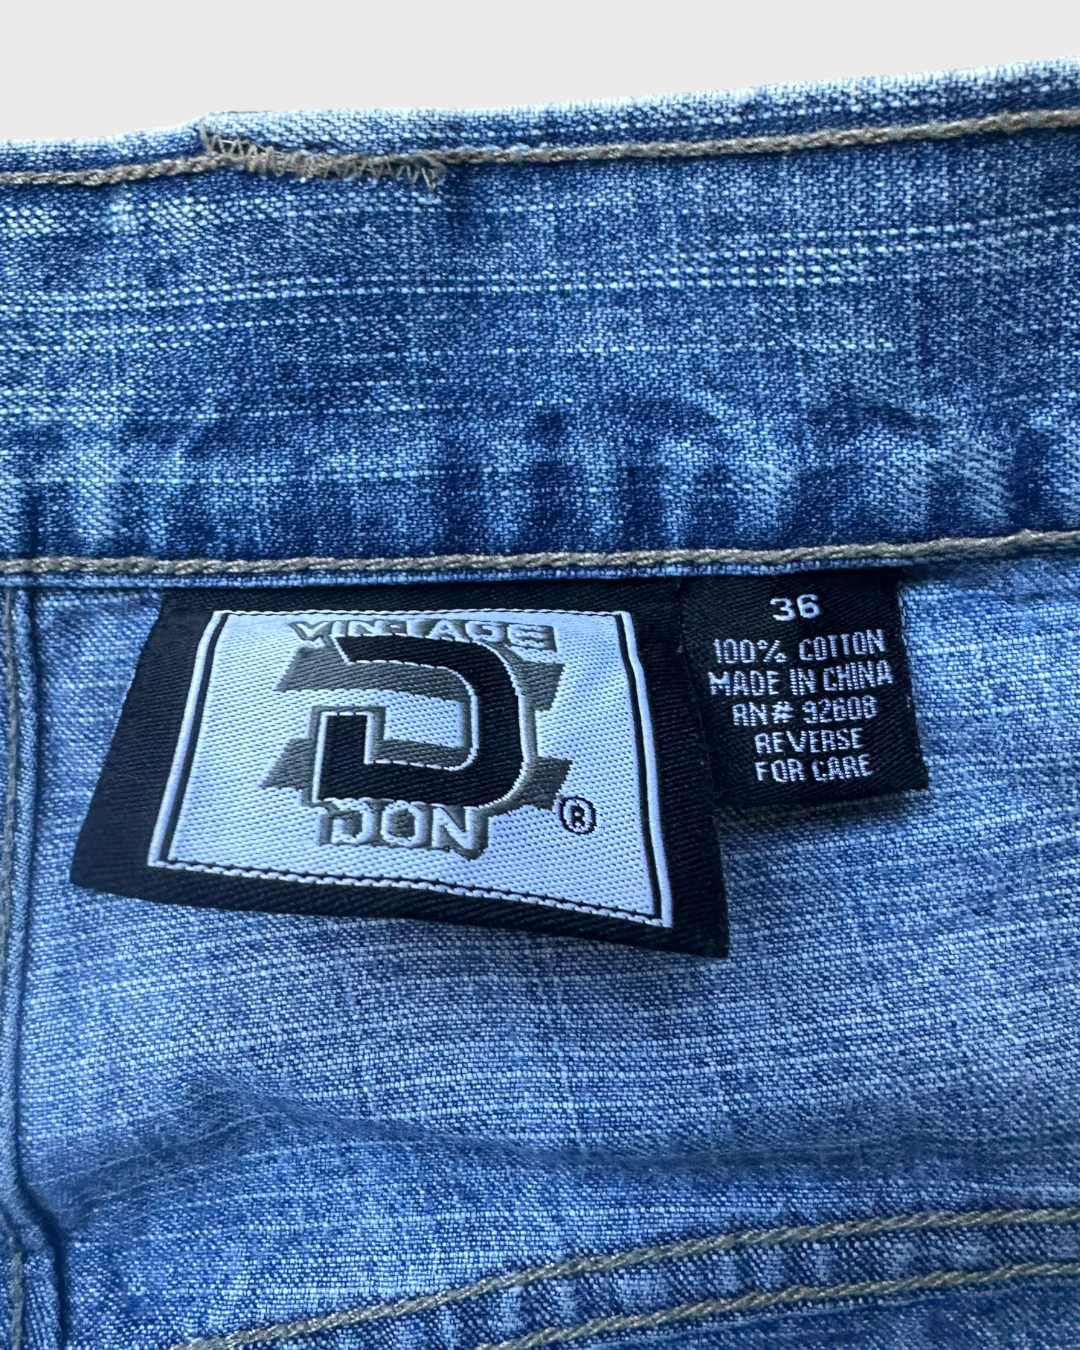 VINTAGE
D
DON
®
36
100% COTTON
MADE IN CHINA
RN# 92608
REVERSE
FOR CARE